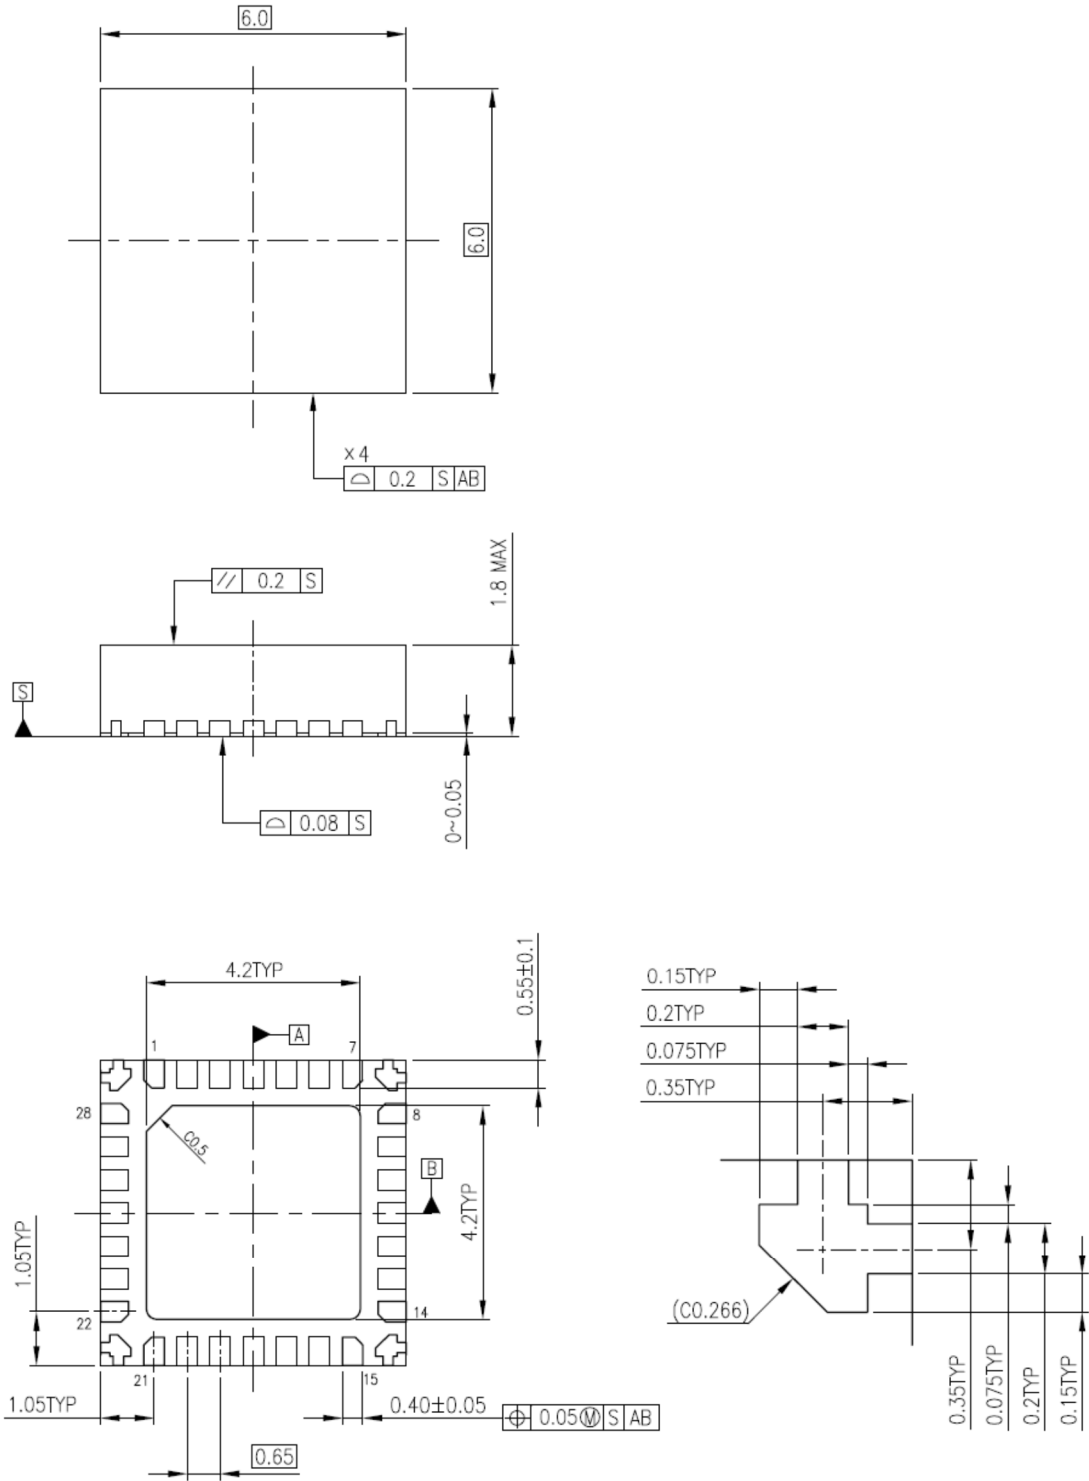 6.0
6.0
x4
0.2 S AB
// 0.2 S
1.8 MAX
S
0~0.05
0.08 S
4.2TYP
0.55±0.1
A
1
7
28
8
C0.5
B
4.2TYP
1.05TYP
22
14
21
15
1.05TYP
0.40±0.05
0.05Ⓜ S AB
0.65
0.15TYP
0.2TYP
0.075TYP
0.35TYP
(C0.266)
0.35TYP
0.075TYP
0.2TYP
0.15TYP